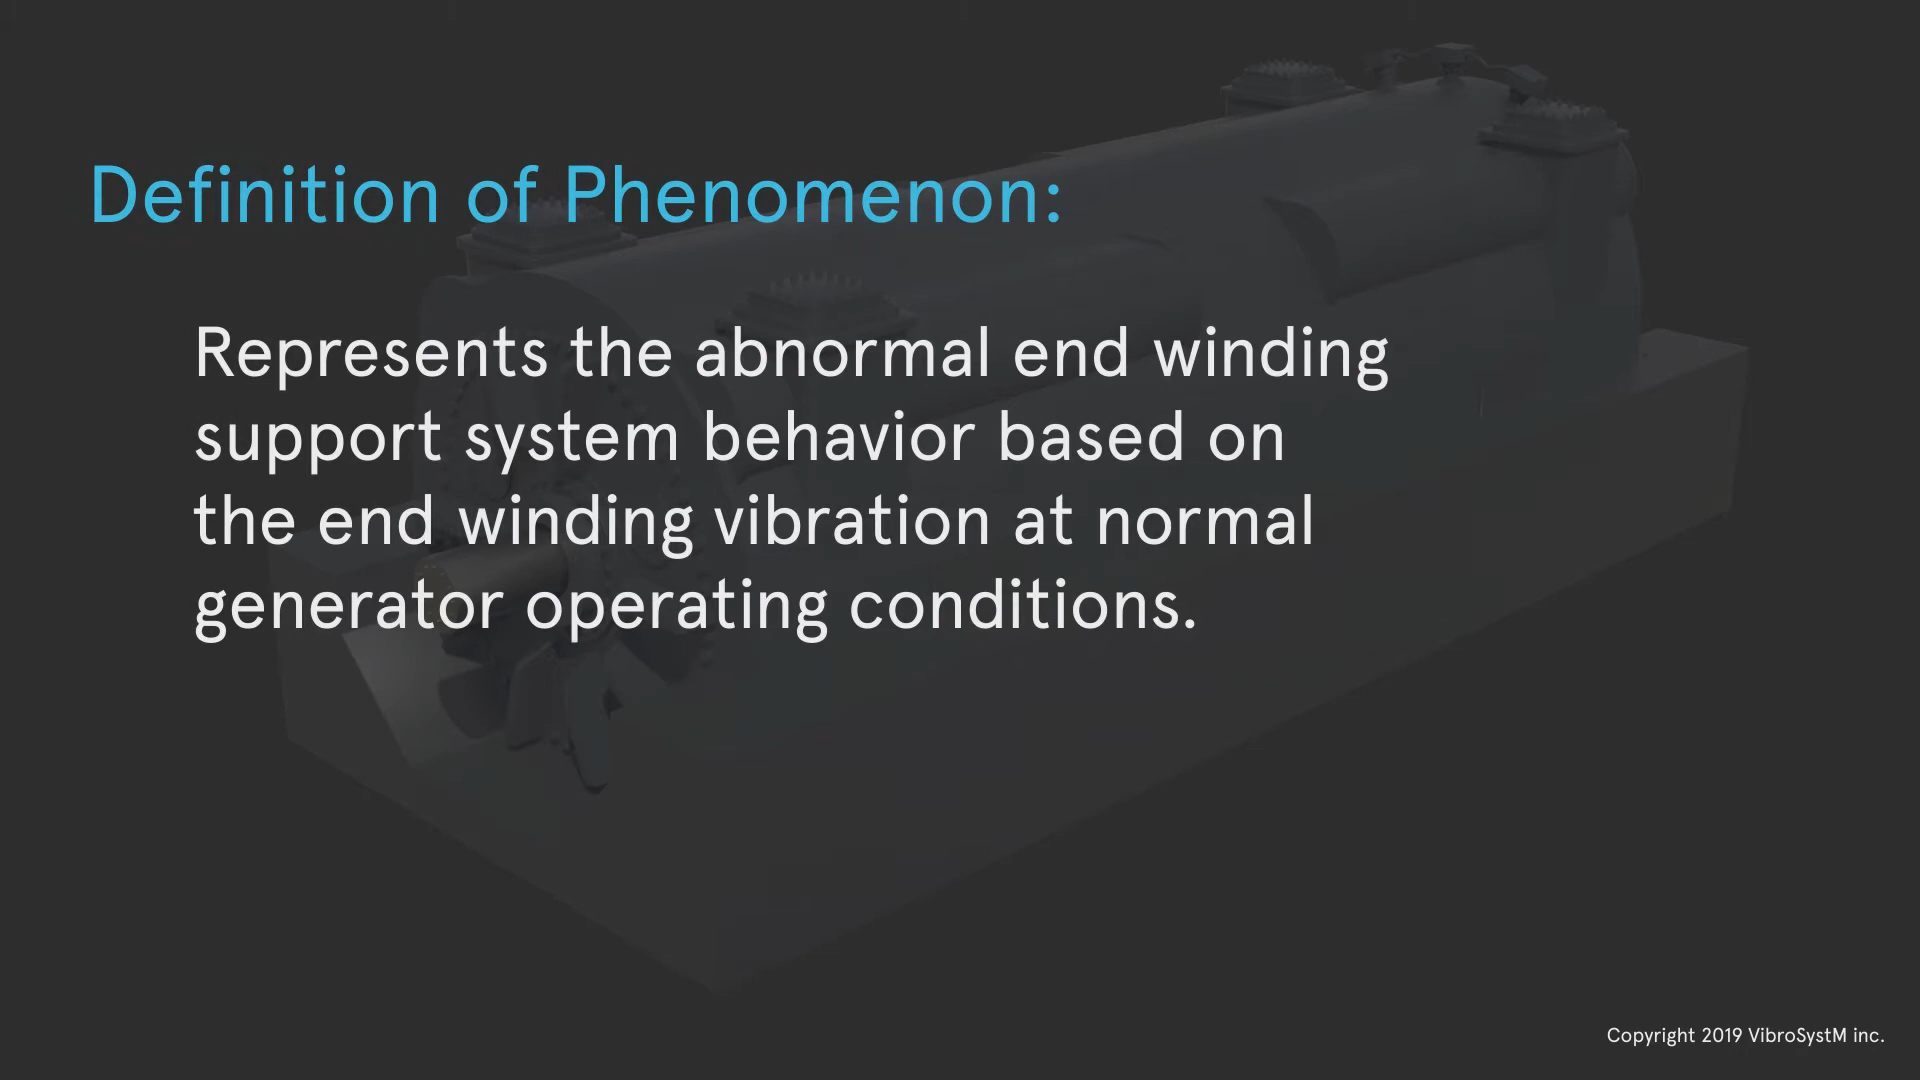 Definition of Phenomenon:
Represents the abnormal end winding
support system behavior based on
the end winding vibration at normal
generator operating conditions.
Copyright 2019 VibroSystM inc.